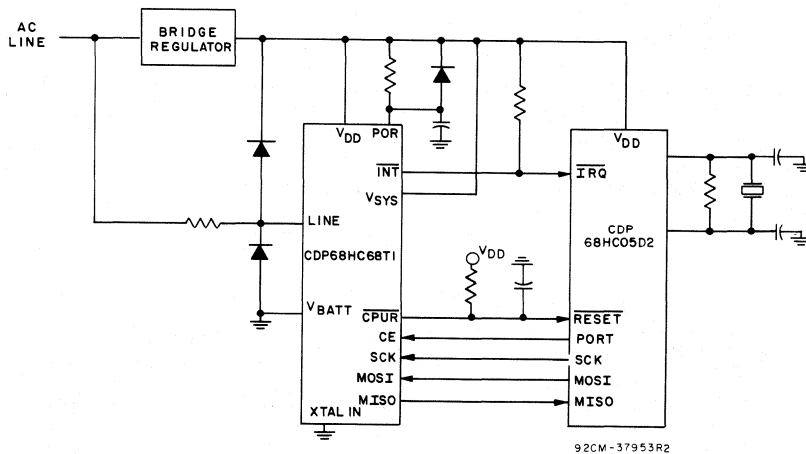 AC
LINE
BRIDGE
REGULATOR
VDD
POR
INT
VSYS
LINE
CDP68HC68T1
VBATT
CPUR
CE
SCK
MOSI
MISO
XTAL IN
VDD
VDD
IRQ
CDP
68HC05D2
RESET
PORT
SCK
MOSI
MISO
92CM-37953R2